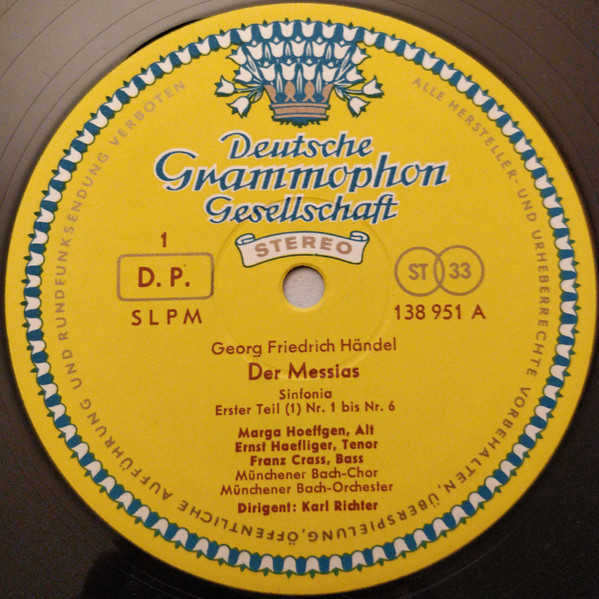 Deutsche
Grammophon
Gesellschaft
STEREO
1
D. P.
SLPM
ST 33
138 951 A
Georg Friedrich Händel
Der Messias
Sinfonia
Erster Teil (1) Nr. 1 bis Nr. 6
Marga Hoeffgen, Alt
Ernst Haefliger, Tenor
Franz Crass, Bass
Münchener Bach-Chor
Münchener Bach-Orchester
Dirigent: Karl Richter
ALLE HERSTELLER- UND URHEBERRECHTE VORBEHALTEN, ÜBERSPIELUNG, ÖFFENTLICHE AUFFÜHRUNG UND RUNDFUNKSENDUNG VERBOTEN